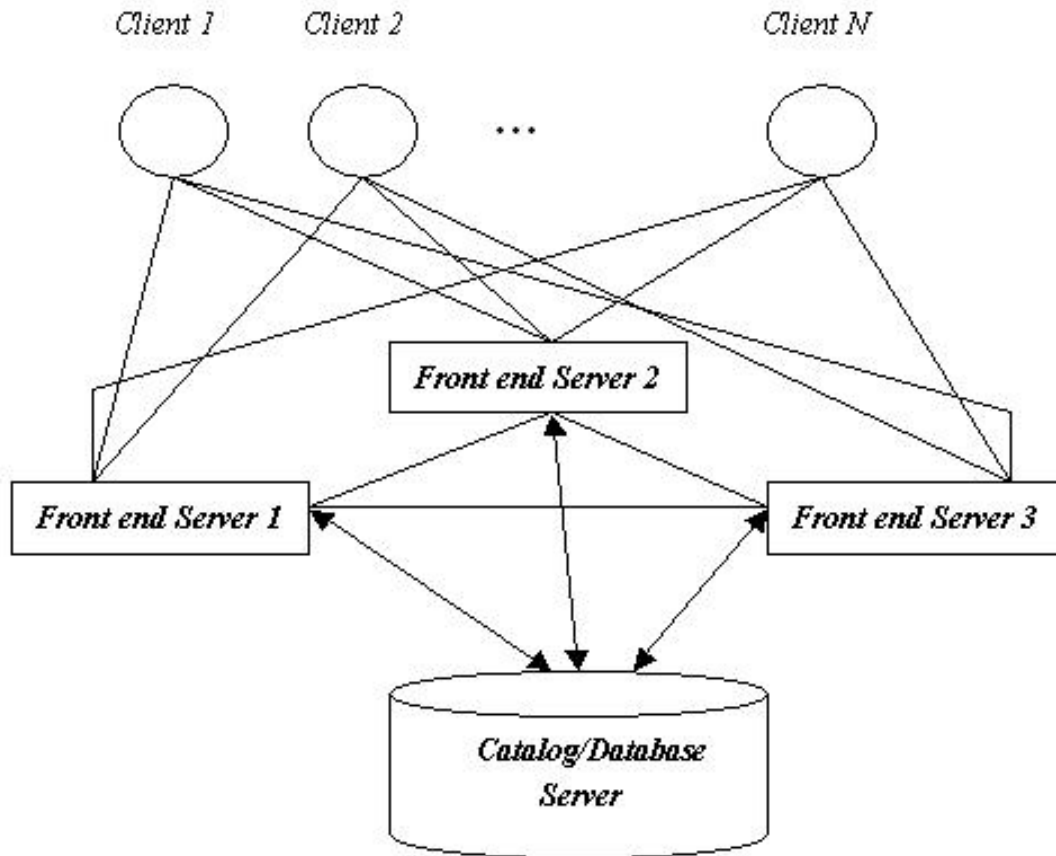 Client 1
Client 2
Client N
...
Front end Server 2
Front end Server 1
Front end Server 3
Catalog/Database
Server